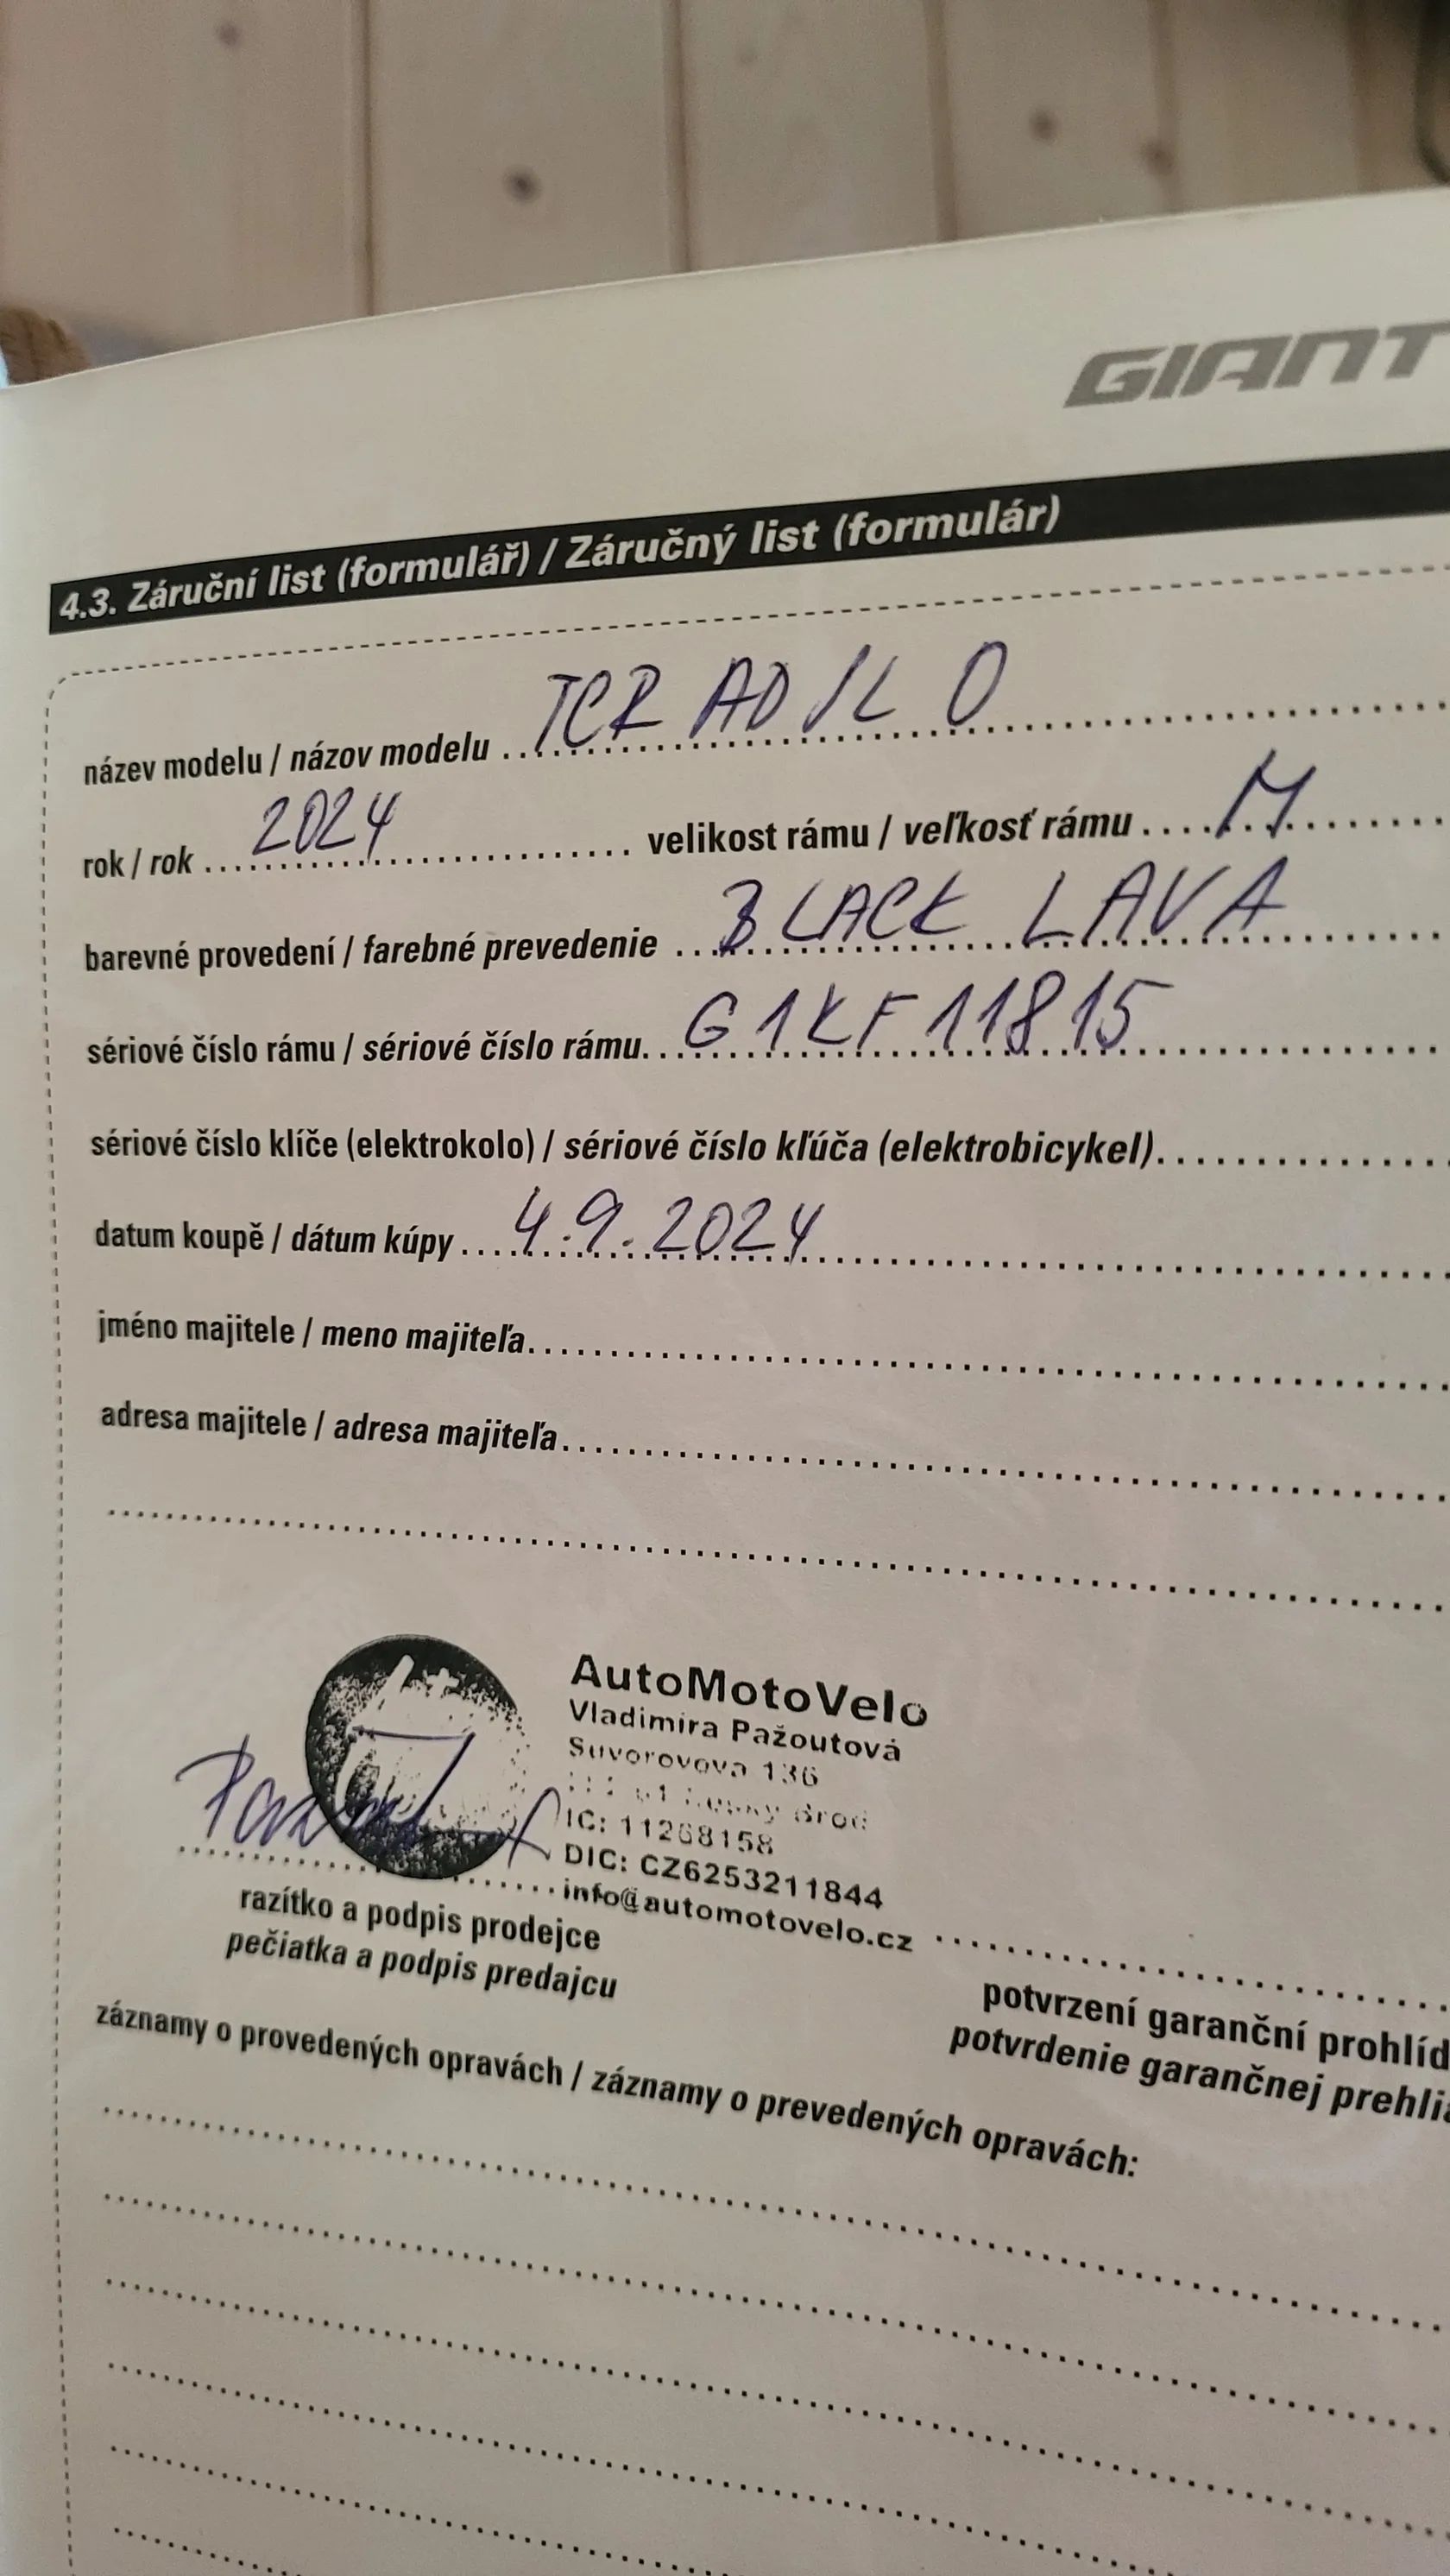 GIANT
4.3. Záruční list (formulář) / Záručný list (formulár)
název modelu / názov modelu TCR AD/L 0
rok / rok 2024 velikost rámu / veľkosť rámu M
barevné provedení / farebné prevedenie BLACK LAVA
sériové číslo rámu / sériové číslo rámu G1KF11815
sériové číslo klíče (elektrokolo) / sériové číslo kľúča (elektrobicykel)
datum koupě / dátum kúpy 4.9.2024
jméno majitele / meno majiteľa
adresa majitele / adresa majiteľa
AutoMotoVelo
Vladimíra Pažoutová
Suvorovova 136
Brod
IC: 11268158
DIC: CZ6253211844
info@automotovelo.cz
razítko a podpis prodejce
pečiatka a podpis predajcu
potvrzení garanční prohlíd
potvrdenie garančnej prehlia
záznamy o provedených opravách / záznamy o prevedených opravách: